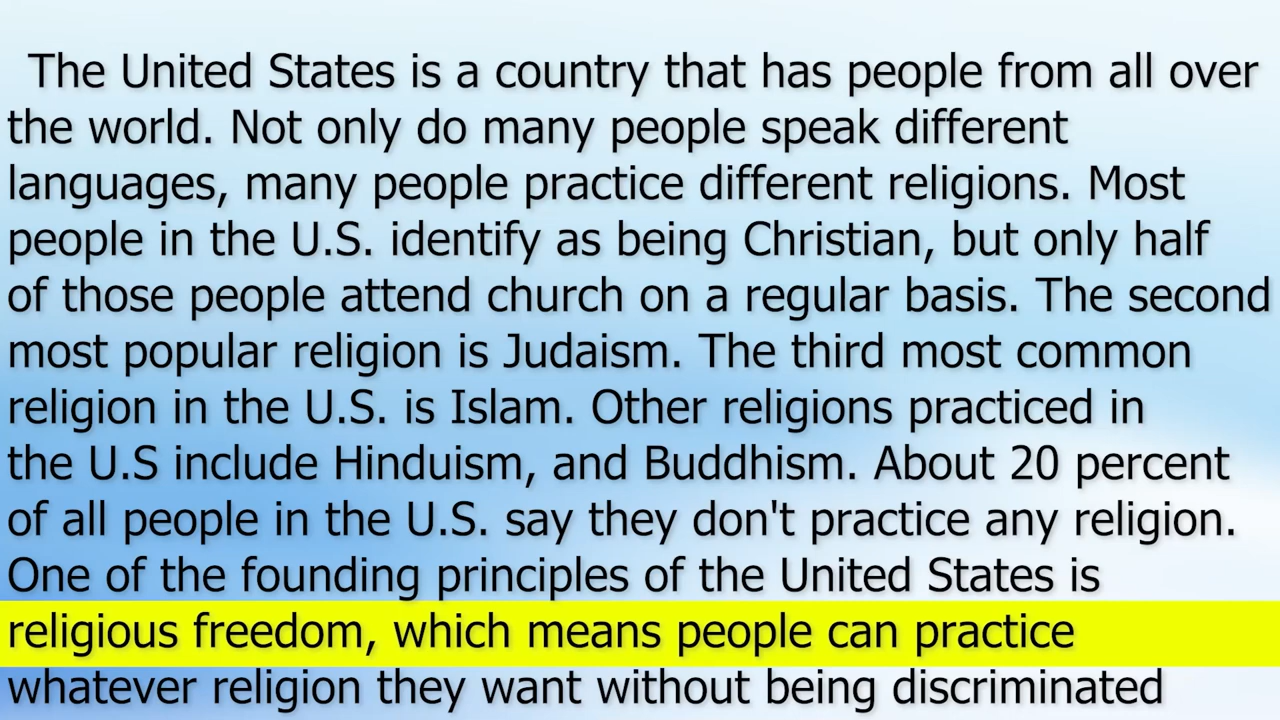 The United States is a country that has people from all over
the world. Not only do many people speak different
languages, many people practice different religions. Most
people in the U.S. identify as being Christian, but only half
of those people attend church on a regular basis. The second
most popular religion is Judaism. The third most common
religion in the U.S. is Islam. Other religions practiced in
the U.S include Hinduism, and Buddhism. About 20 percent
of all people in the U.S. say they don't practice any religion.
One of the founding principles of the United States is
religious freedom, which means people can practice
whatever religion they want without being discriminated